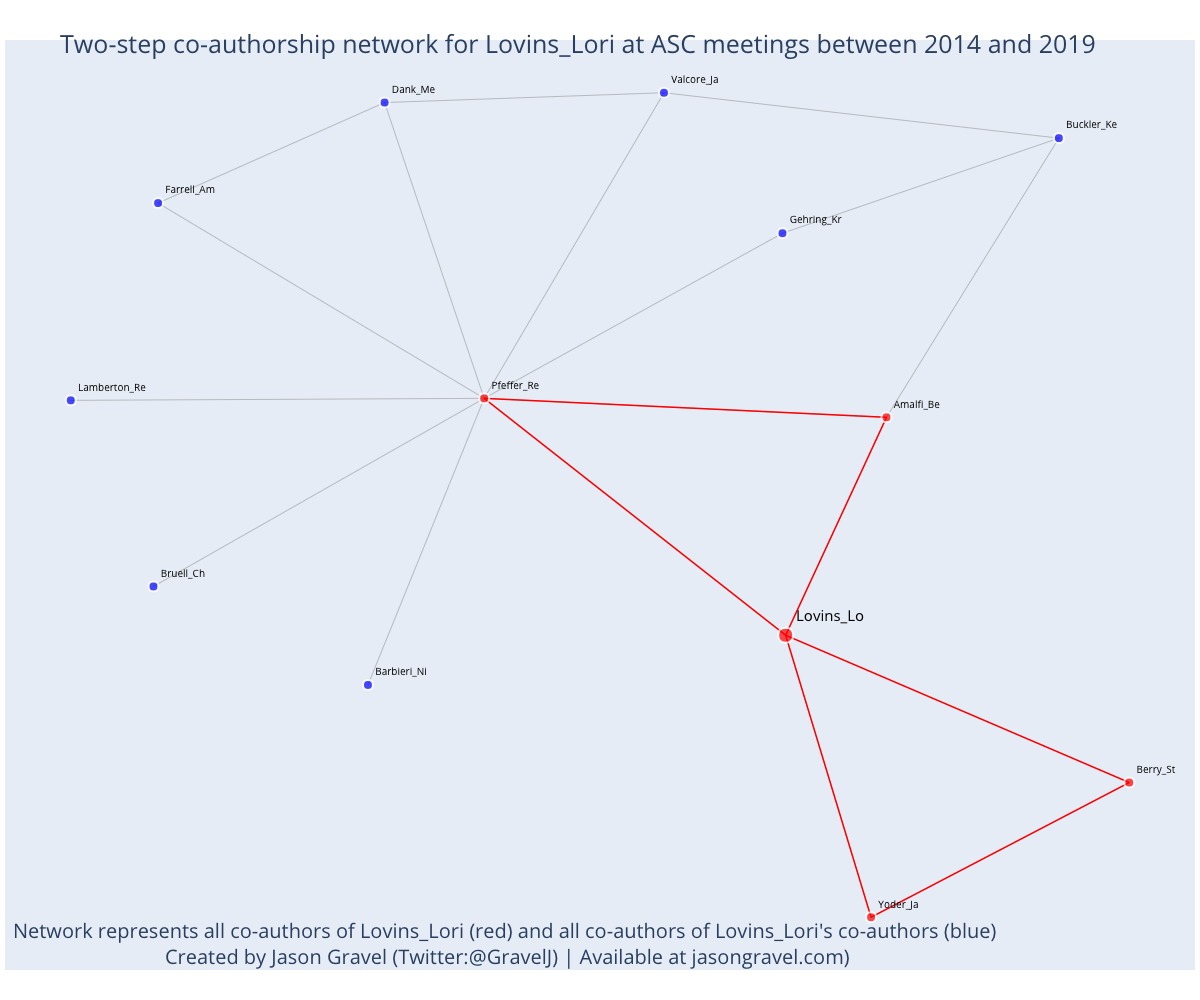 Two-step co-authorship network for Lovins_Lori at ASC meetings between 2014 and 2019
Valcore_Ja
Dank_Me
Buckler_Ke
Farrell_Am
Gehring_Kr
Pfeffer_Re
Lamberton_Re
Amalfi_Be
Bruell_Ch
Lovins_Lo
Barbieri_Ni
Berry_St
Yoder_Ja
Network represents all co-authors of Lovins_Lori (red) and all co-authors of Lovins_Lori's co-authors (blue)
Created by Jason Gravel (Twitter:@GravelJ) | Available at jasongravel.com)